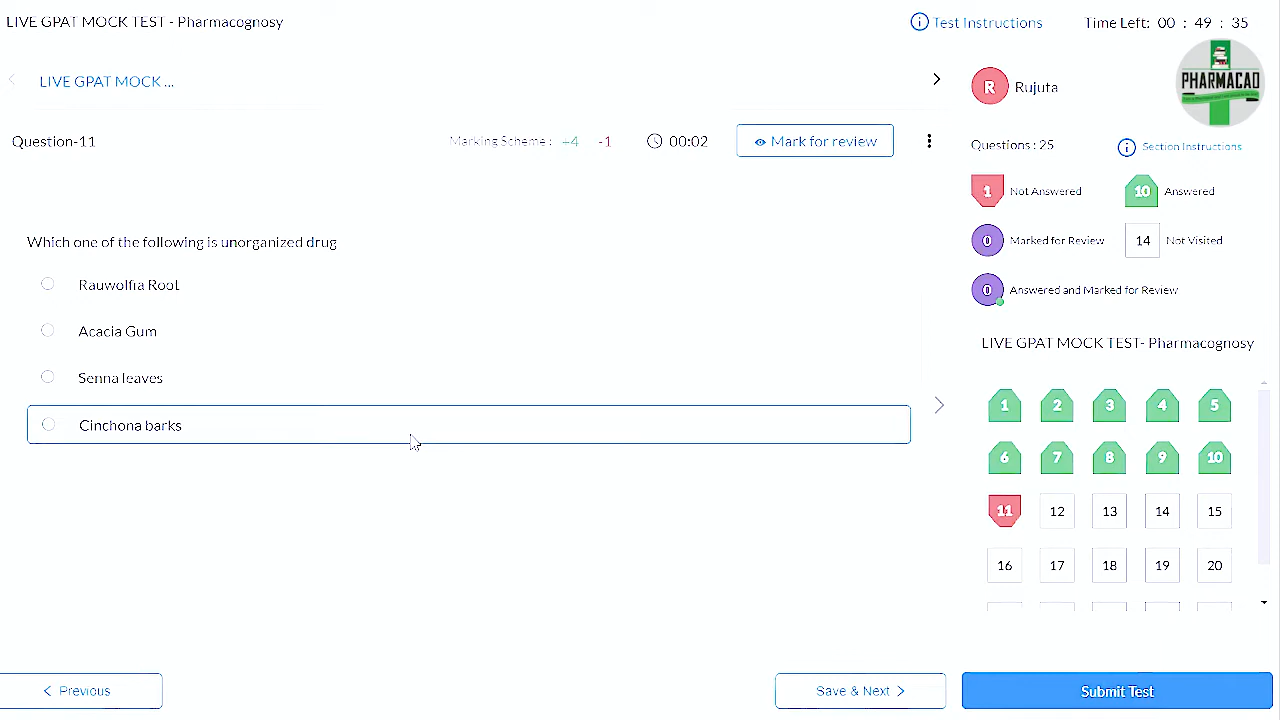 LIVE GPAT MOCK TEST - Pharmacognosy
Test Instructions
Time Left: 00 : 49 : 35
LIVE GPAT MOCK ...
R Rujuta
PHARMACAD
Question-11
Marking Scheme: +4 -1
00:02
Mark for review
Questions : 25
Section Instructions
1 Not Answered
10 Answered
0 Marked for Review
14 Not Visited
0 Answered and Marked for Review
Which one of the following is unorganized drug
Rauwolfia Root
Acacia Gum
Senna leaves
Cinchona barks
LIVE GPAT MOCK TEST- Pharmacognosy
1 2 3 4 5
6 7 8 9 10
11 12 13 14 15
16 17 18 19 20
Previous
Save & Next
Submit Test